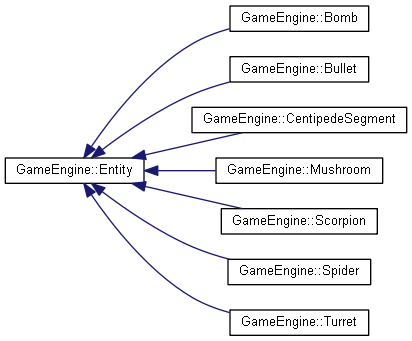 GameEngine::Bomb
GameEngine::Bullet
GameEngine::CentipedeSegment
GameEngine::Entity
GameEngine::Mushroom
GameEngine::Scorpion
GameEngine::Spider
GameEngine::Turret